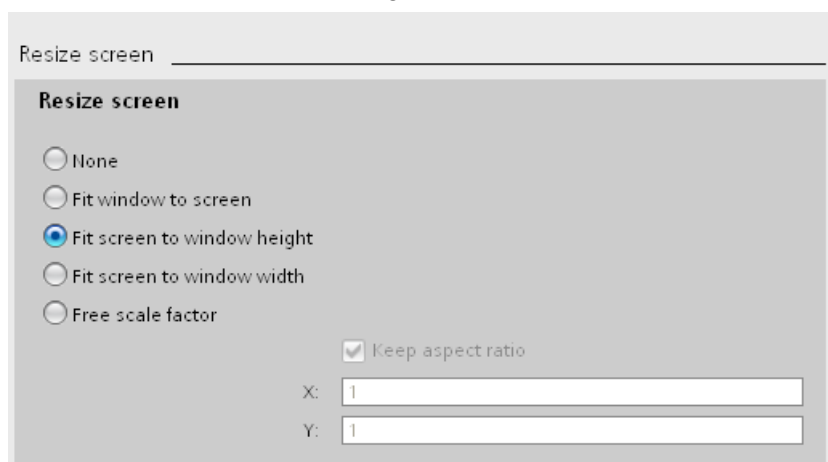 Resize screen
Resize screen
None
Fit window to screen
Fit screen to window height
Fit screen to window width
Free scale factor
Keep aspect ratio
X: 1
Y: 1